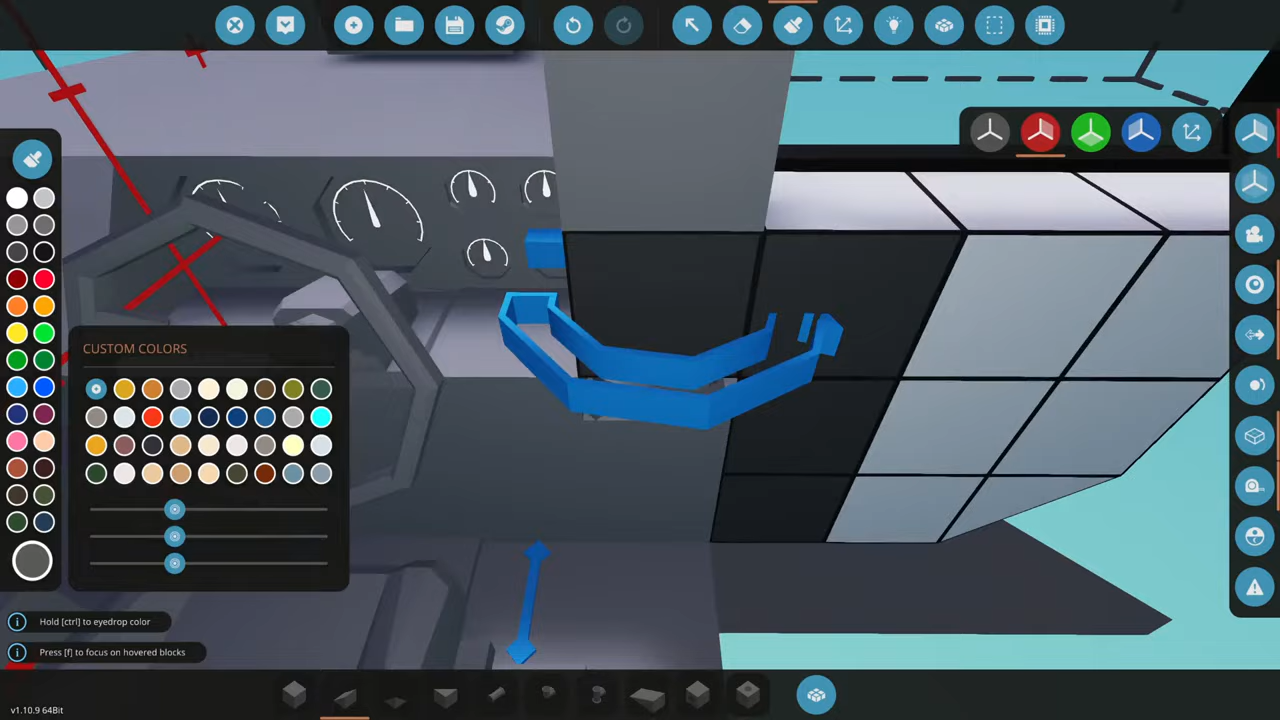 CUSTOM COLORS
Hold [ctrl] to eyedrop color
Press [f] to focus on hovered blocks
v1.10.9 64Bit